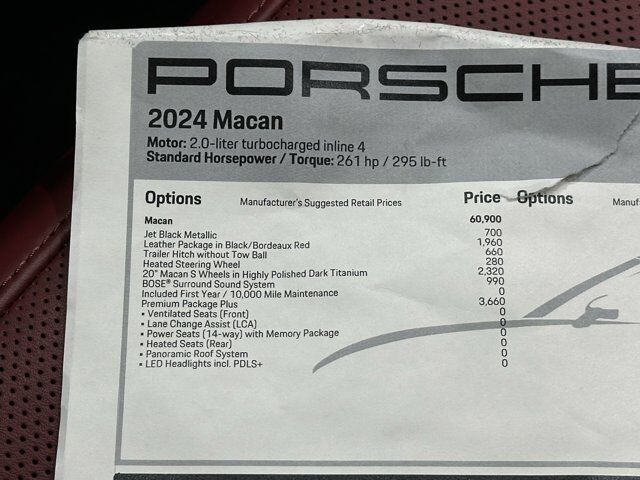 PORSCHE
2024 Macan
Motor: 2.0-liter turbocharged inline 4
Standard Horsepower / Torque: 261 hp / 295 lb-ft
Options Manufacturer's Suggested Retail Prices Price Options
Macan 60,900
Jet Black Metallic 700
Leather Package in Black/Bordeaux Red 1,960
Trailer Hitch without Tow Ball 660
Heated Steering Wheel 280
20" Macan S Wheels in Highly Polished Dark Titanium 2,320
BOSE® Surround Sound System 990
Included First Year / 10,000 Mile Maintenance 0
Premium Package Plus 3,660
• Ventilated Seats (Front) 0
• Lane Change Assist (LCA) 0
• Power Seats (14-way) with Memory Package 0
• Heated Seats (Rear) 0
• Panoramic Roof System 0
• LED Headlights incl. PDLS+ 0